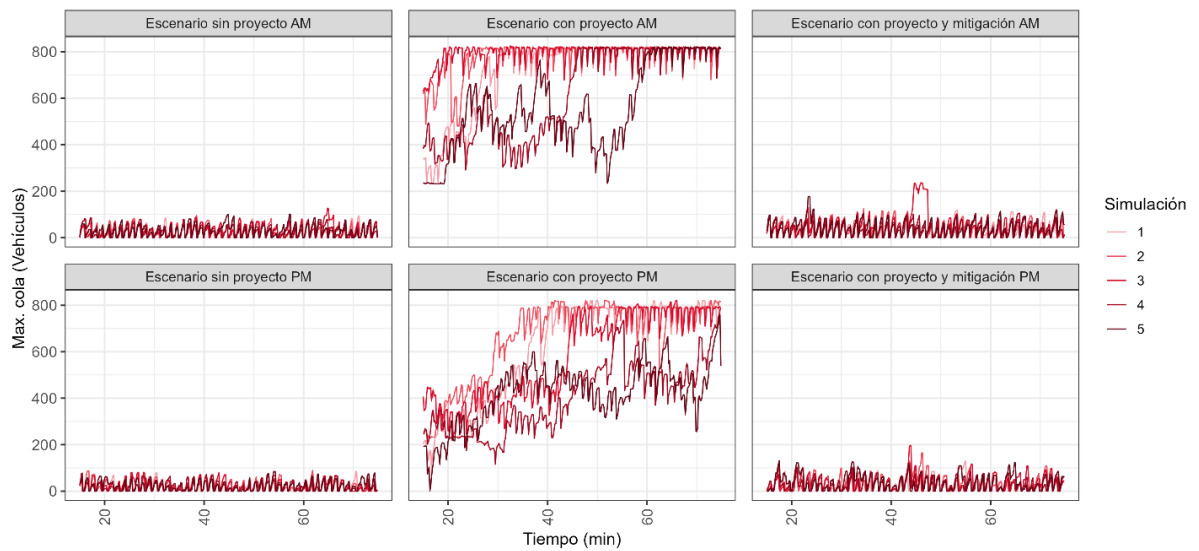 Escenario sin proyecto AM
Escenario con proyecto AM
Escenario con proyecto y mitigación AM
800
600
400
200
0
Max. cola (Vehículos)
Escenario sin proyecto PM
Escenario con proyecto PM
Escenario con proyecto y mitigación PM
800
600
400
200
0
20
40
60
20
40
60
20
40
60
Tiempo (min)
Simulación
1
2
3
4
5